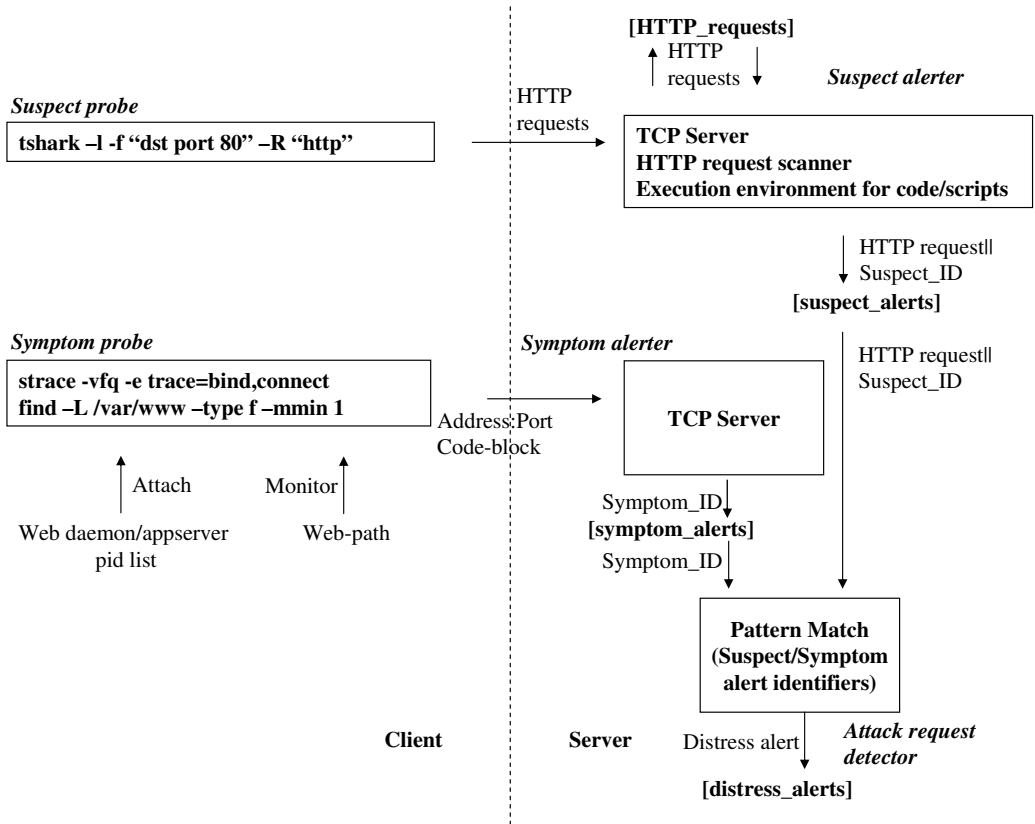 [HTTP_requests]
HTTP
requests
Suspect alerter
Suspect probe
tshark –l -f “dst port 80” –R “http”
HTTP
requests
TCP Server
HTTP request scanner
Execution environment for code/scripts
HTTP request||
Suspect_ID
[suspect_alerts]
HTTP request||
Suspect_ID
Symptom probe
strace -vfq -e trace=bind,connect
find –L /var/www –type f –mmin 1
Symptom alerter
Address:Port
Code-block
TCP Server
Attach
Monitor
Web daemon/appserver
pid list
Web-path
Symptom_ID
[symptom_alerts]
Symptom_ID
Pattern Match
(Suspect/Symptom
alert identifiers)
Client
Server
Distress alert
Attack request
detector
[distress_alerts]